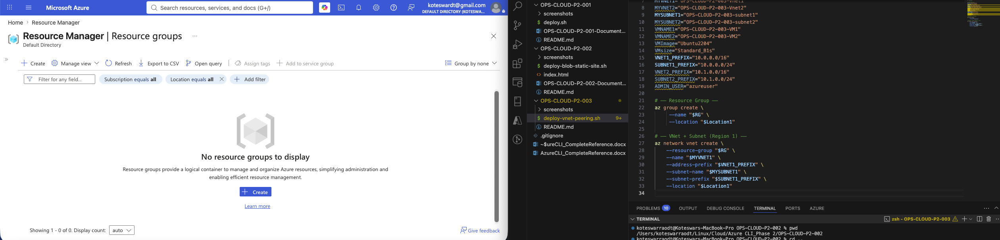 Microsoft Azure
Search resources, services, and docs (G+/)
koteswardt@gmail.com
DEFAULT DIRECTORY (KOTESWA...
Home > Resource Manager
Resource Manager | Resource groups ...
Default Directory
Create
Manage view
Refresh
Export to CSV
Open query
Assign tags
Add to service group
Group by none
Filter for any field...
Subscription equals all
Location equals all
Add filter
No resource groups to display
Resource groups provide a logical container to manage and organize Azure resources, simplifying administration and
enabling efficient resource management.
Create
Learn more
Showing 1 - 0 of 0. Display count: auto
Give feedback
OPS-CLOUD-P2-001
screenshots
$ deploy.sh
OPS-CLOUD-P2-001-Document...
README.md
OPS-CLOUD-P2-002
screenshots
$ deploy-blob-static-site.sh
<> index.html
OPS-CLOUD-P2-002-Document...
README.md
OPS-CLOUD-P2-003
screenshots
$ deploy-vnet-peering.sh 9+
README.md
.gitignore
~$ureCLI_CompleteReference.docx
AzureCLI_CompleteReference.docx
7 MYVNET1="OPS-CLOUD-P2-003-Vnet1"
8 MYVNET2="OPS-CLOUD-P2-003-Vnet2"
9 MYSUBNET1="OPS-CLOUD-P2-003-subnet1"
10 MYSUBNET2="OPS-CLOUD-P2-003-subnet2"
11 VMNAME1="OPS-CLOUD-P2-003-VM1"
12 VMNAME2="OPS-CLOUD-P2-003-VM2"
13 VMImage="Ubuntu2204"
14 VMsize="Standard_B1s"
15 VNET1_PREFIX="10.0.0.0/16"
16 SUBNET1_PREFIX="10.0.0.0/24"
17 VNET2_PREFIX="10.1.0.0/16"
18 SUBNET2_PREFIX="10.1.0.0/24"
19 ADMIN_USER="azureuser"
20
21 # —— Resource Group ——
22 az group create \
23 --name "$RG" \
24 --location "$Location1"
25
26 # —— VNet + Subnet (Region 1) ——
27 az network vnet create \
28 --resource-group "$RG" \
29 --name "$MYVNET1" \
30 --address-prefix "$VNET1_PREFIX" \
31 --subnet-name "$MYSUBNET1" \
32 --subnet-prefix "$SUBNET1_PREFIX" \
33 --location "$Location1"
34
PROBLEMS 10 OUTPUT DEBUG CONSOLE TERMINAL PORTS AZURE
TERMINAL
zsh - OPS-CLOUD-P2-003
koteswarraodt@Koteswars-MacBook-Pro OPS-CLOUD-P2-002 % pwd
/Users/koteswarraodt/Linux/Cloud/Azure CLI_Phase 2/OPS-CLOUD-P2-002
koteswarraodt@Koteswars-MacBook-Pro OPS-CLOUD-P2-002 % cd ..